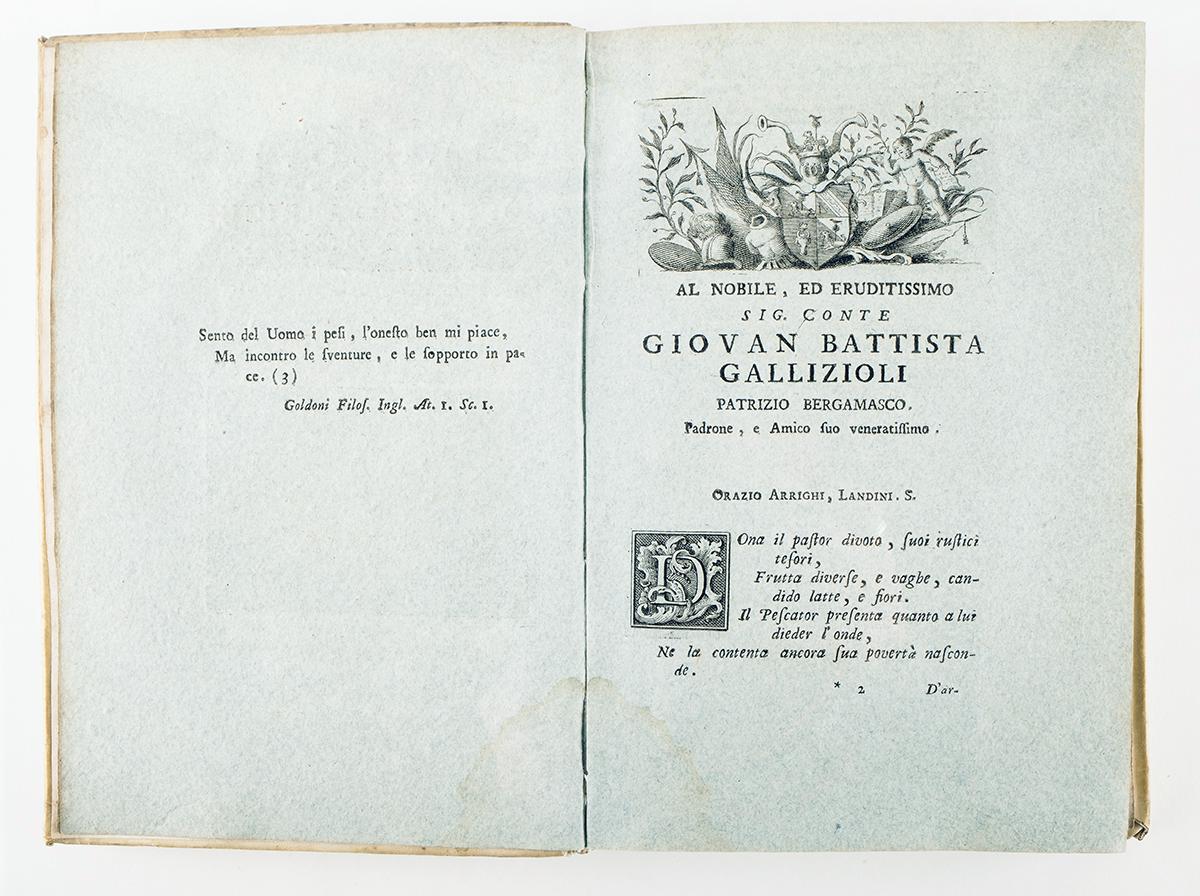 Sento del Uomo i peſi, l'oneſto ben mi piace,
Ma incontro le ſventure, e le ſopporto in pa-
ce. (3)
Goldoni Filoſ. Ingl. At. 1. Sc. 1.
AL NOBILE, ED ERUDITISSIMO
SIG. CONTE
GIOVAN BATTISTA
GALLIZIOLI
PATRIZIO BERGAMASCO.
Padrone, e Amico ſuo veneratiſſimo.
ORAZIO ARRIGHI, LANDINI. S.
DOna il paſtor divoto, ſuoi ruſtici
teſori,
Frutta diverſe, e vaghe, can-
dido latte, e fiori.
Il Peſcator preſenta quanto a lui
dieder l'onde,
Ne la contenta ancora ſua povertà naſcon-
de.
* 2 D'ar-